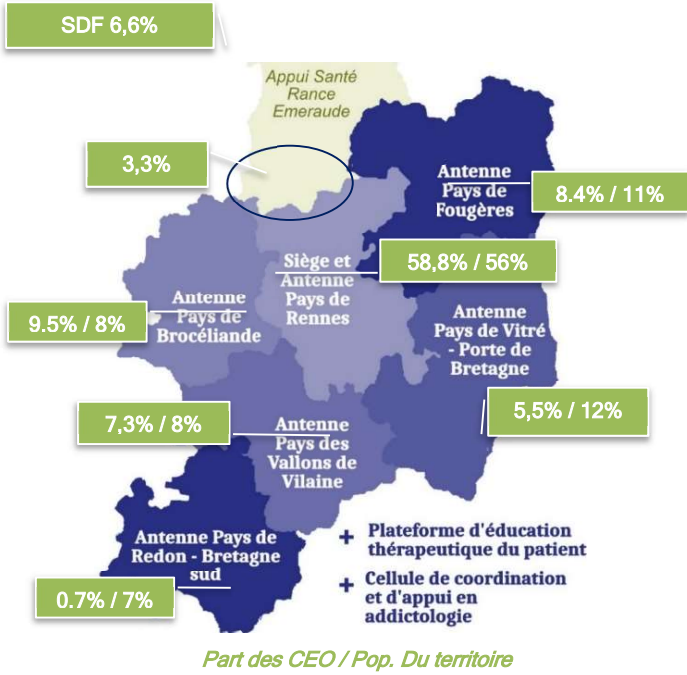 SDF 6,6%
Appui Santé
Rance
Emeraude
3,3%
Antenne
Pays de
Fougères
8.4% / 11%
Siège et
Antenne
Pays de
Rennes
58,8% / 56%
Antenne
Pays de
Brocéliande
9.5% / 8%
Antenne
Pays de Vitré
- Porte de
Bretagne
5,5% / 12%
7,3% / 8%
Antenne
Pays des
Vallons de
Vilaine
Antenne Pays de
Redon - Bretagne
sud
0.7% / 7%
+ Plateforme d'éducation
thérapeutique du patient
+ Cellule de coordination
et d'appui en
addictologie
Part des CEO / Pop. Du territoire